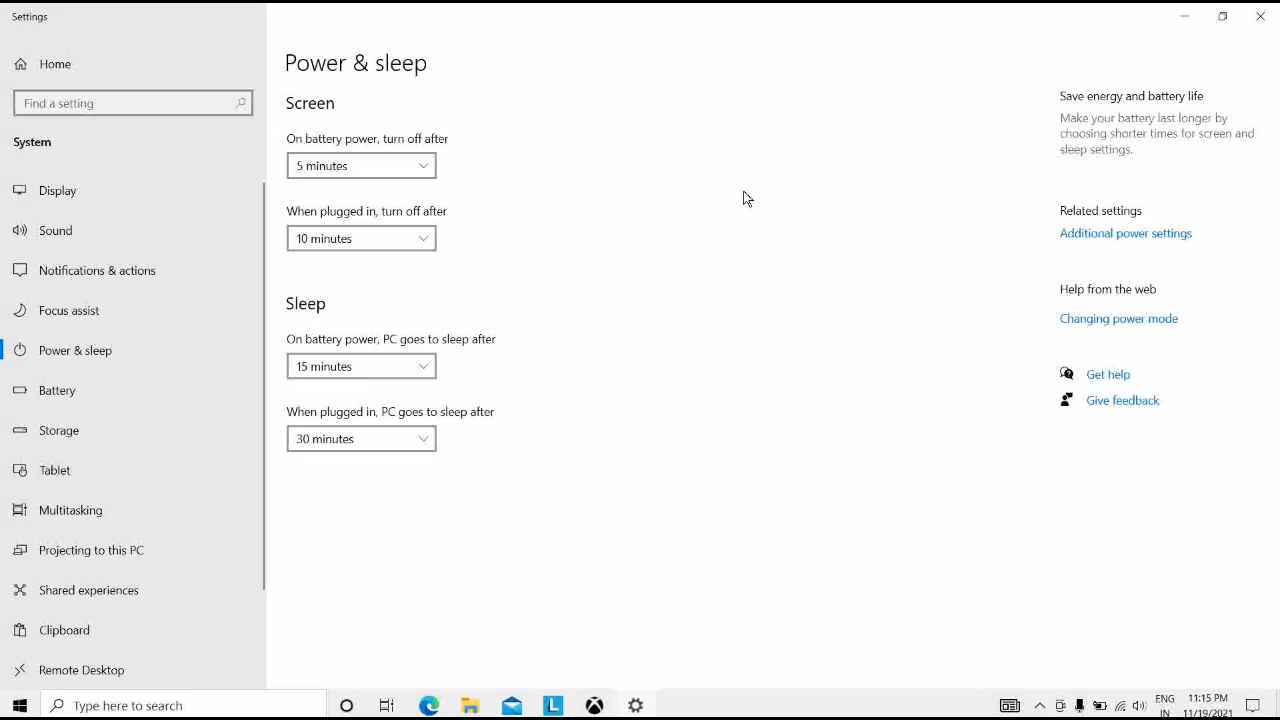 Settings
Home
Find a setting
System
Display
Sound
Notifications & actions
Focus assist
Power & sleep
Battery
Storage
Tablet
Multitasking
Projecting to this PC
Shared experiences
Clipboard
Remote Desktop
Power & sleep
Screen
On battery power, turn off after
5 minutes
When plugged in, turn off after
10 minutes
Sleep
On battery power, PC goes to sleep after
15 minutes
When plugged in, PC goes to sleep after
30 minutes
Save energy and battery life
Make your battery last longer by
choosing shorter times for screen and
sleep settings.
Related settings
Additional power settings
Help from the web
Changing power mode
Get help
Give feedback
Type here to search
L
ENG
IN
11:15 PM
11/19/2021